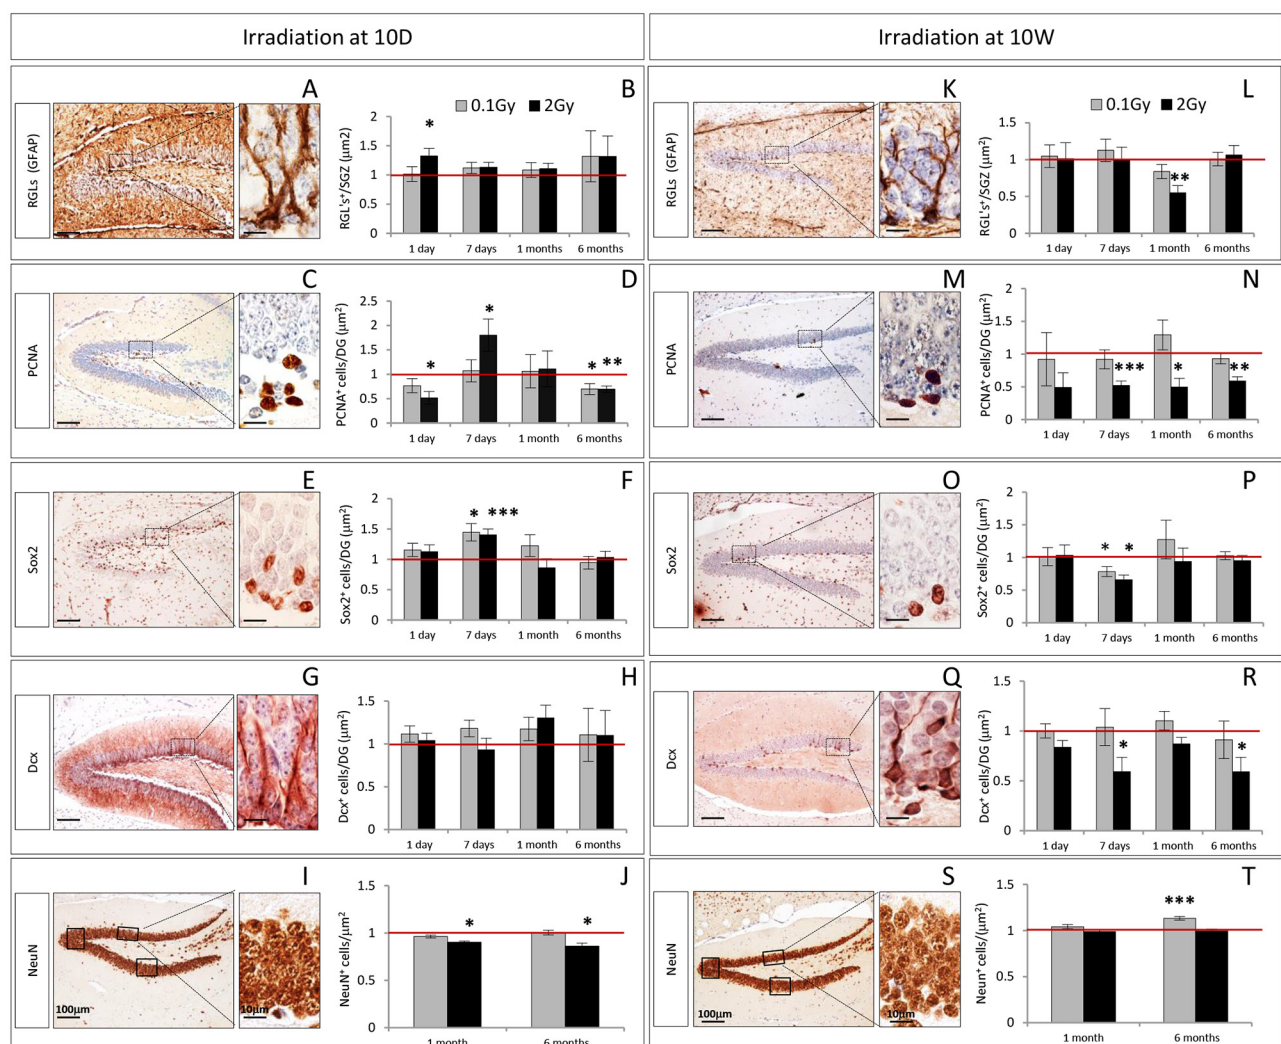 Irradiation at 10D
Irradiation at 10W
A
RGLs (GFAP)
B
0.1Gy 2Gy
RGL's+/SGZ (μm2)
2
1.5
1
0.5
0
*
1 day 7 days 1 months 6 months
K
RGLs (GFAP)
L
0.1Gy 2Gy
RGL's+/SGZ (μm²)
1.5
1
0.5
0
**
1 day 7 days 1 month 6 months
C
PCNA
D
PCNA+ cells/DG (μm²)
2.5
2
1.5
1
0.5
0
* * * **
1 day 7 days 1 month 6 months
M
PCNA
N
PCNA+ cells/DG (μm²)
2
1.5
1
0.5
0
*** * **
1 day 7 days 1 month 6 months
E
Sox2
F
Sox2+ cells/DG (μm²)
2
1.5
1
0.5
0
* ***
1 day 7 days 1 month 6 months
O
Sox2
P
Sox2+ cells/DG (μm²)
2
1.5
1
0.5
0
* *
1 day 7 days 1 month 6 months
G
Dcx
H
Dcx+ cells/DG (μm²)
1.5
1
0.5
0
1 day 7 days 1 month 6 months
Q
Dcx
R
Dcx+ cells/DG (μm²)
1.5
1
0.5
0
* *
1 day 7 days 1 month 6 months
I
NeuN
100μm
10μm
J
NeuN+ cells/μm²
1.5
1
0.5
0
* *
1 month 6 months
S
NeuN
100μm
10μm
T
Neun+ cells/(μm²)
1.5
1
0.5
0
***
1 month 6 months